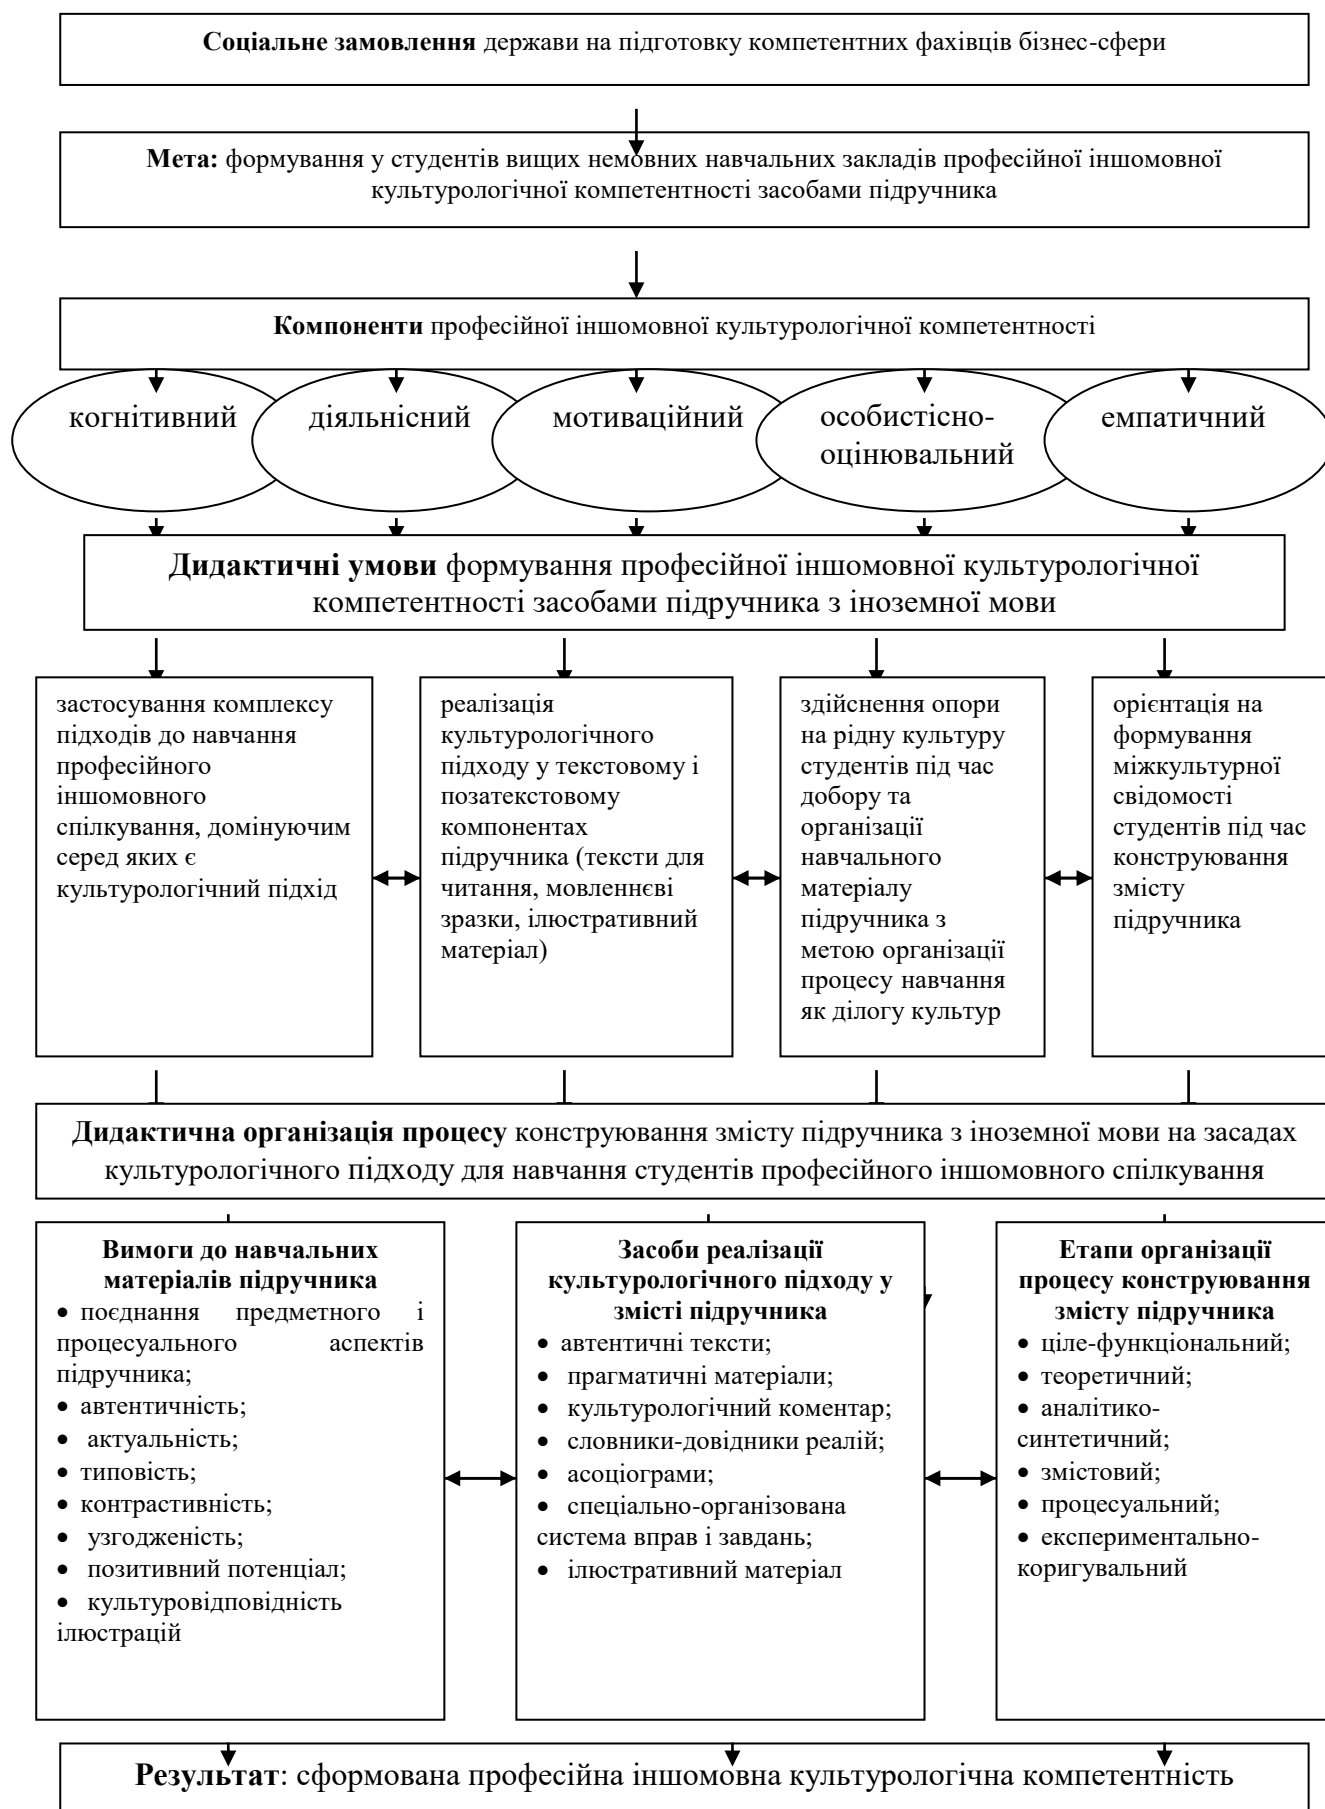 Соціальне замовлення держави на підготовку компетентних фахівців бізнес-сфери
Мета: формування у студентів вищих немовних навчальних закладів професійної іншомовної
культурологічної компетентності засобами підручника
Компоненти професійної іншомовної культурологічної компетентності
когнітивний
діяльнісний
мотиваційний
особистісно-
оцінювальний
емпатичний
Дидактичні умови формування професійної іншомовної культурологічної
компетентності засобами підручника з іноземної мови
застосування комплексу
підходів до навчання
професійного
іншомовного
спілкування, домінуючим
серед яких є
культурологічний підхід
реалізація
культурологічного
підходу у текстовому і
позатекстовому
компонентах
підручника (тексти для
читання, мовленнєві
зразки, ілюстративний
матеріал)
здійснення опори
на рідну культуру
студентів під час
добору та
організації
навчального
матеріалу
підручника з
метою організації
процесу навчання
як ділогу культур
орієнтація на
формування
міжкультурної
свідомості
студентів під час
конструювання
змісту
підручника
Дидактична організація процесу конструювання змісту підручника з іноземної мови на засадах
культурологічного підходу для навчання студентів професійного іншомовного спілкування
Вимоги до навчальних
матеріалів підручника
• поєднання предметного і
процесуального аспектів
підручника;
• автентичність;
• актуальність;
• типовість;
• контрастивність;
• узгодженість;
• позитивний потенціал;
• культуровідповідність
ілюстрацій
Засоби реалізації
культурологічного підходу у
змісті підручника
• автентичні тексти;
• прагматичні матеріали;
• культурологічний коментар;
• словники-довідники реалій;
• асоціограми;
• спеціально-організована
система вправ і завдань;
• ілюстративний матеріал
Етапи організації
процесу конструювання
змісту підручника
• ціле-функціональний;
• теоретичний;
• аналітико-
синтетичний;
• змістовий;
• процесуальний;
• експериментально-
коригувальний
Результат: сформована професійна іншомовна культурологічна компетентність